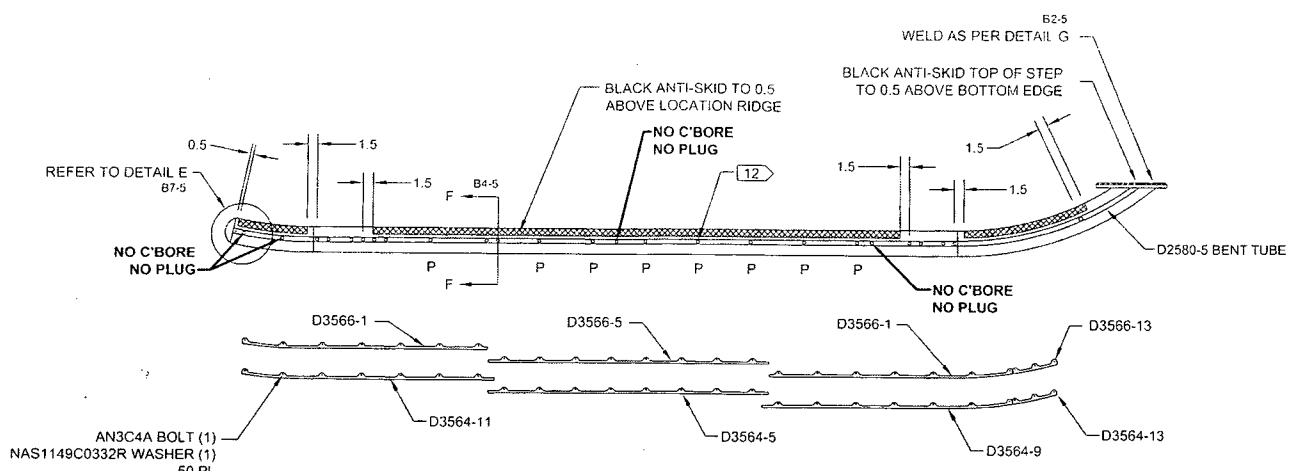 B2-5
WELD AS PER DETAIL G
BLACK ANTI-SKID TOP OF STEP
TO 0.5 ABOVE BOTTOM EDGE
BLACK ANTI-SKID TO 0.5
ABOVE LOCATION RIDGE
NO C'BORE
NO PLUG
0.5
1.5
12
1.5
1.5
REFER TO DETAIL E
B7-5
1.5
F
B4-5
1.5
NO C'BORE
NO PLUG
D2580-5 BENT TUBE
P P P P P P P
F
NO C'BORE
NO PLUG
D3566-1
D3566-5
D3566-1
D3566-13
D3564-11
D3564-5
D3564-9
D3564-13
AN3C4A BOLT (1)
NAS1149C0332R WASHER (1)
50 PL